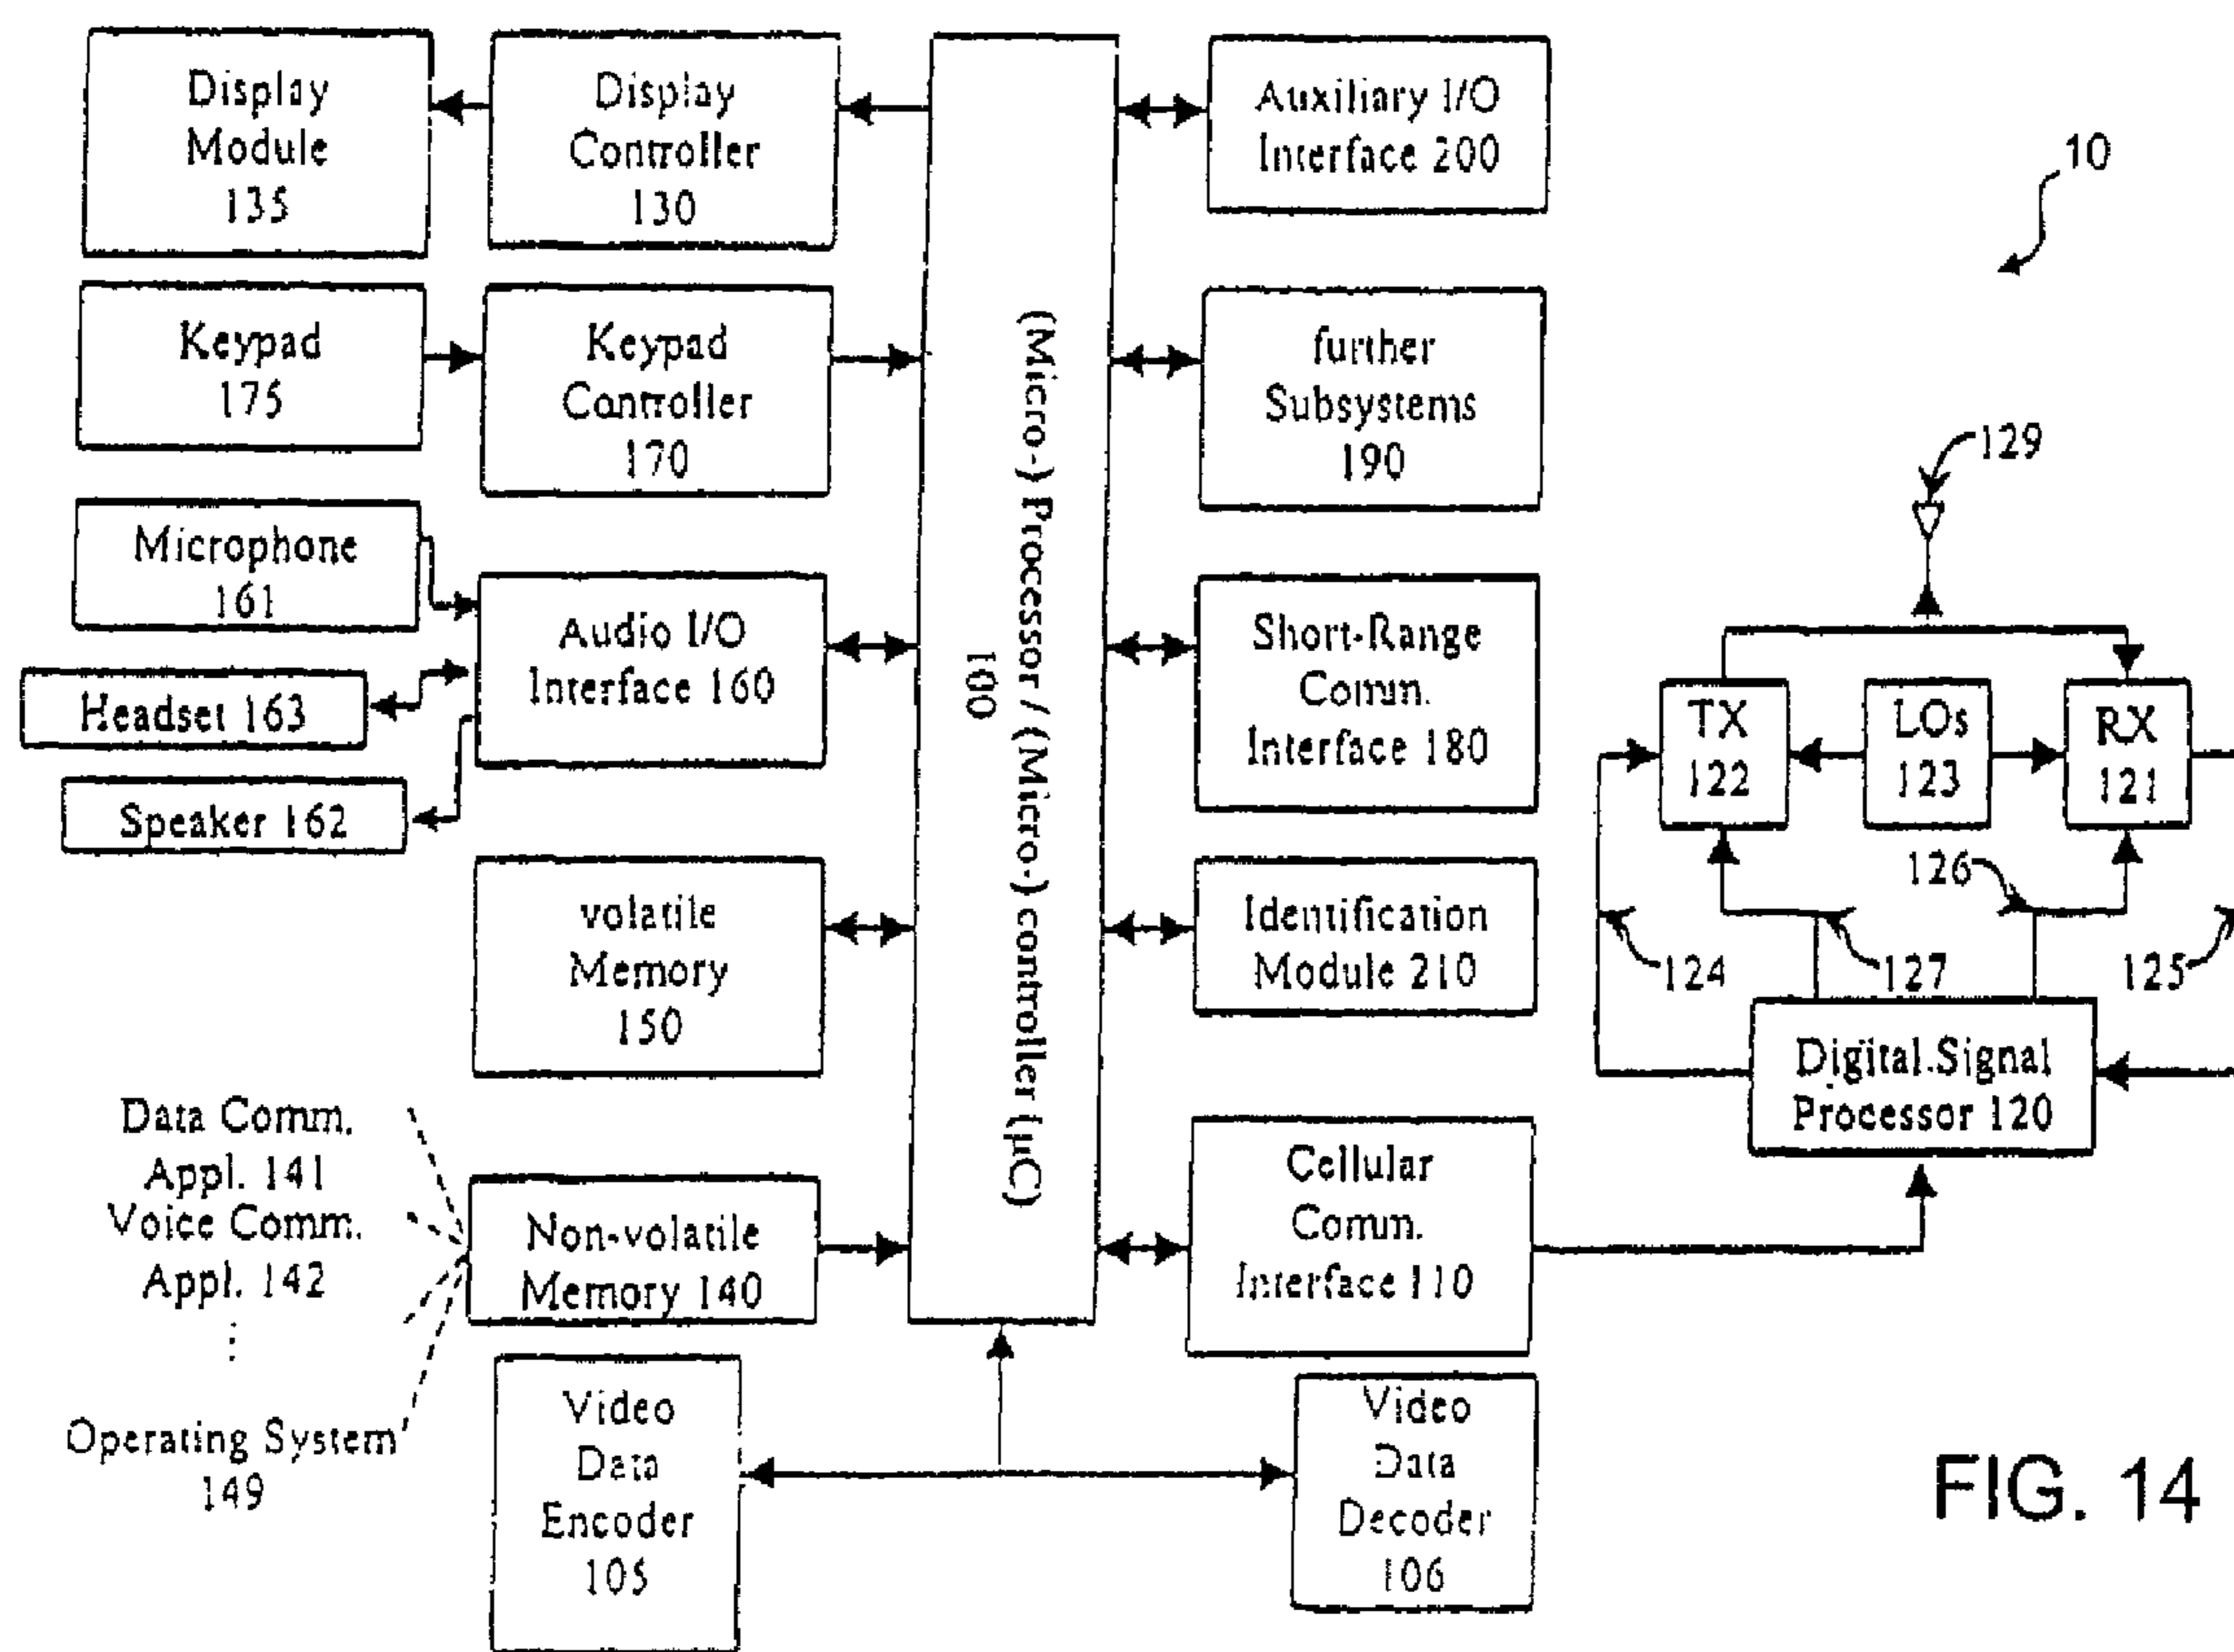 Display
Module
135
Display
Controller
130
Auxiliary I/O
Interface 200
10
Keypad
175
Keypad
Controller
170
(Micro-) Processor / (Micro-) controller (µC)
100
further
Subsystems
190
129
Microphone
161
Headset 163
Speaker 162
Audio I/O
Interface 160
Short-Range
Comm.
Interface 180
TX
122
LOs
123
RX
121
volatile
Memory
150
Identification
Module 210
124
127
126
125
Digital Signal
Processor 120
Data Comm.
Appl. 141
Voice Comm.
Appl. 142
⋮
Operating System
149
Non-volatile
Memory 140
Cellular
Comm.
Interface 110
Video
Data
Encoder
105
Video
Data
Decoder
106
FIG. 14